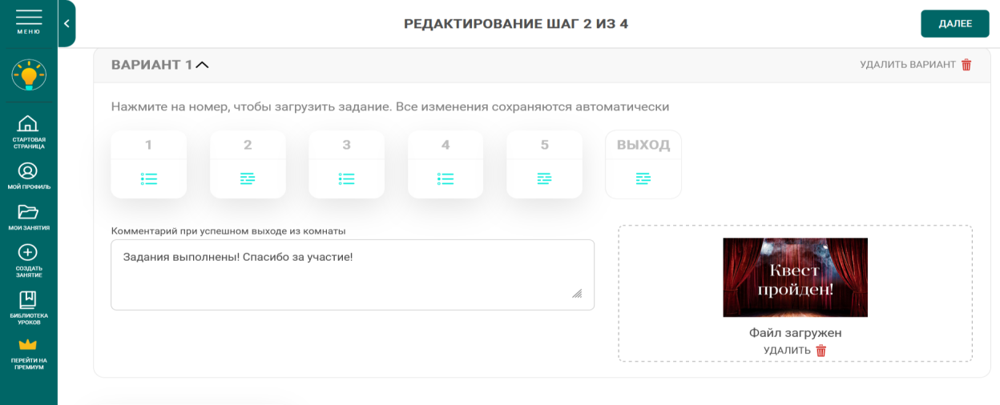 МЕНЮ
РЕДАКТИРОВАНИЕ ШАГ 2 ИЗ 4
ДАЛЕЕ
СТАРТОВАЯ
СТРАНИЦА
МОЙ ПРОФИЛЬ
МОИ ЗАНЯТИЯ
СОЗДАТЬ
ЗАНЯТИЕ
БИБЛИОТЕКА
УРОКОВ
ПЕРЕЙТИ НА
ПРЕМИУМ
ВАРИАНТ 1
УДАЛИТЬ ВАРИАНТ
Нажмите на номер, чтобы загрузить задание. Все изменения сохраняются автоматически
1 2 3 4 5 ВЫХОД
Комментарий при успешном выходе из комнаты
Задания выполнены! Спасибо за участие!
Квест
пройден!
Файл загружен
УДАЛИТЬ